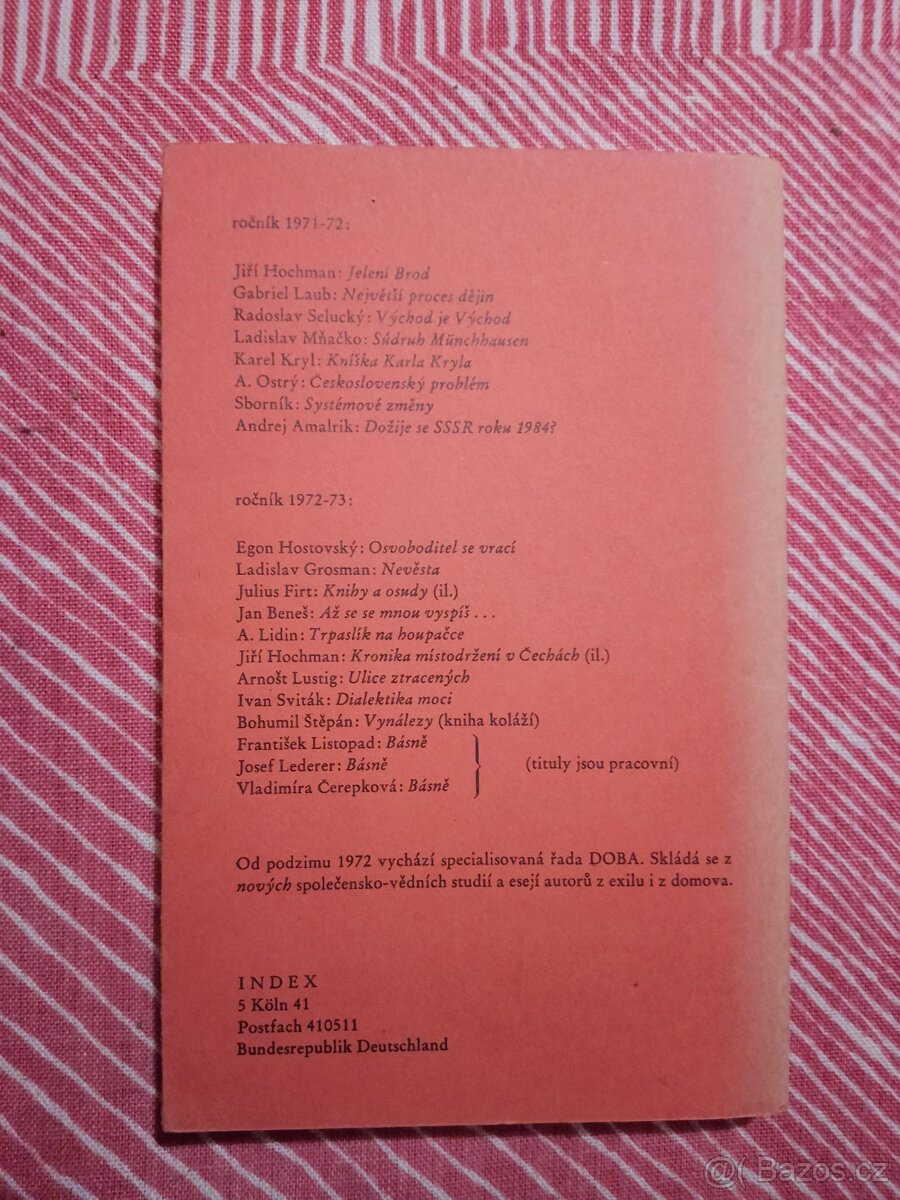 ročník 1971-72:
Jiří Hochman: Jelení Brod
Gabriel Laub: Největší proces dějin
Radoslav Selucký: Východ je Východ
Ladislav Mňačko: Súdruh Münchhausen
Karel Kryl: Kníška Karla Kryla
A. Ostrý: Československý problém
Sborník: Systémové změny
Andrej Amalrik: Dožije se SSSR roku 1984?
ročník 1972-73:
Egon Hostovský: Osvoboditel se vrací
Ladislav Grosman: Nevěsta
Julius Firt: Knihy a osudy (il.)
Jan Beneš: Až se se mnou vyspíš . . .
A. Lidin: Trpaslík na houpačce
Jiří Hochman: Kronika místodržení v Čechách (il.)
Arnošt Lustig: Ulice ztracených
Ivan Sviták: Dialektika moci
Bohumil Štěpán: Vynálezy (kniha koláží)
František Listopad: Básně
Josef Lederer: Básně (tituly jsou pracovní)
Vladimíra Čerepková: Básně
Od podzimu 1972 vychází specialisovaná řada DOBA. Skládá se z
nových společensko-vědních studií a esejí autorů z exilu i z domova.
INDEX
5 Köln 41
Postfach 410511
Bundesrepublik Deutschland
@( Bazos.cz